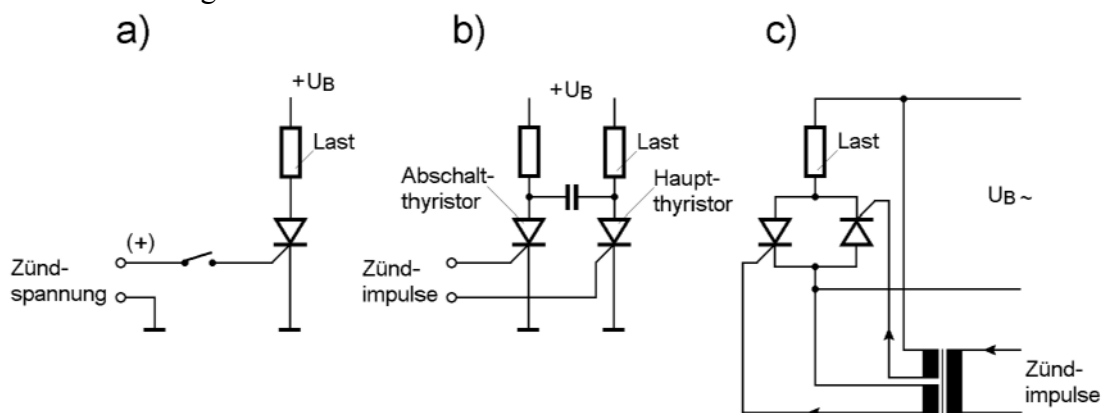 a)
+UB
Last
(+)
Zünd-
spannung
b)
+UB
Last
Abschalt-
thyristor
Haupt-
thyristor
Zünd-
impulse
c)
Last
UB ~
Zünd-
impulse